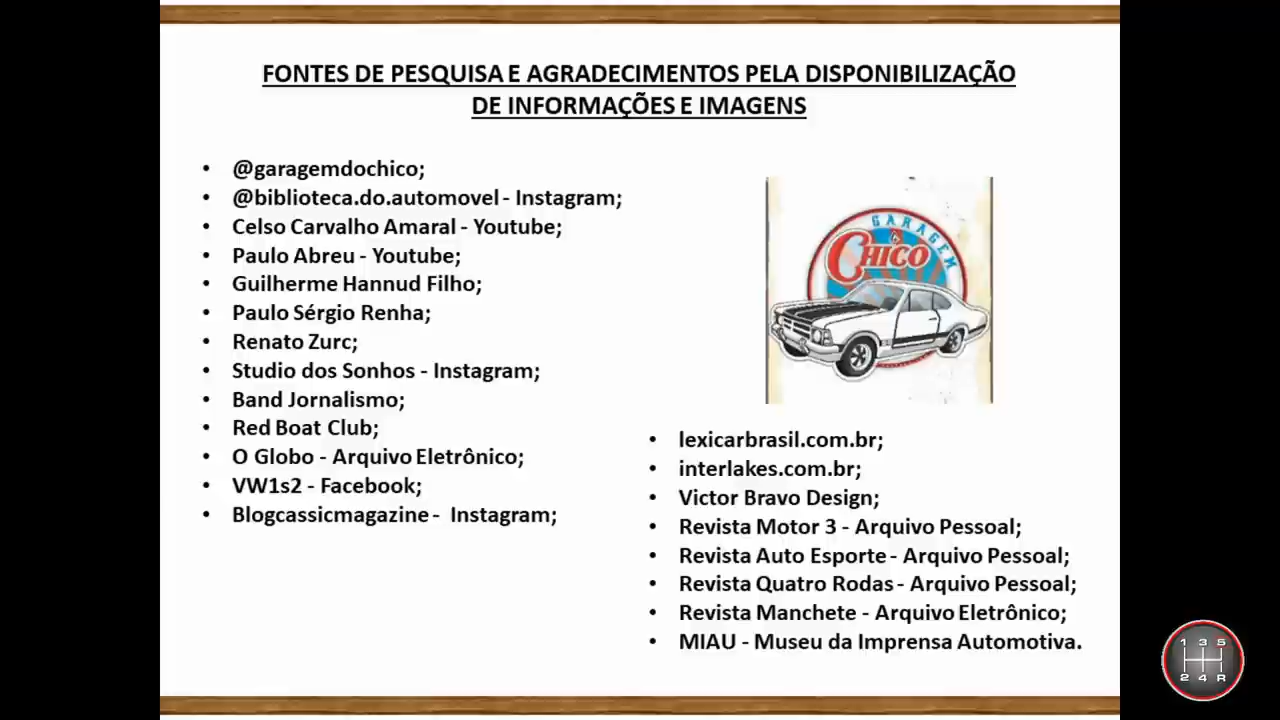 FONTES DE PESQUISA E AGRADECIMENTOS PELA DISPONIBILIZAÇÃO
DE INFORMAÇÕES E IMAGENS
• @garagemdochico;
• @biblioteca.do.automovel - Instagram;
• Celso Carvalho Amaral - Youtube;
• Paulo Abreu - Youtube;
• Guilherme Hannud Filho;
• Paulo Sérgio Renha;
• Renato Zurc;
• Studio dos Sonhos - Instagram;
• Band Jornalismo;
• Red Boat Club;
• O Globo - Arquivo Eletrônico;
• VW1s2 - Facebook;
• Blogcassicmagazine - Instagram;
GARAGEM
CHICO
• lexicarbrasil.com.br;
• interlakes.com.br;
• Victor Bravo Design;
• Revista Motor 3 - Arquivo Pessoal;
• Revista Auto Esporte - Arquivo Pessoal;
• Revista Quatro Rodas - Arquivo Pessoal;
• Revista Manchete - Arquivo Eletrônico;
• MIAU - Museu da Imprensa Automotiva.
1 3 5
2 4 R